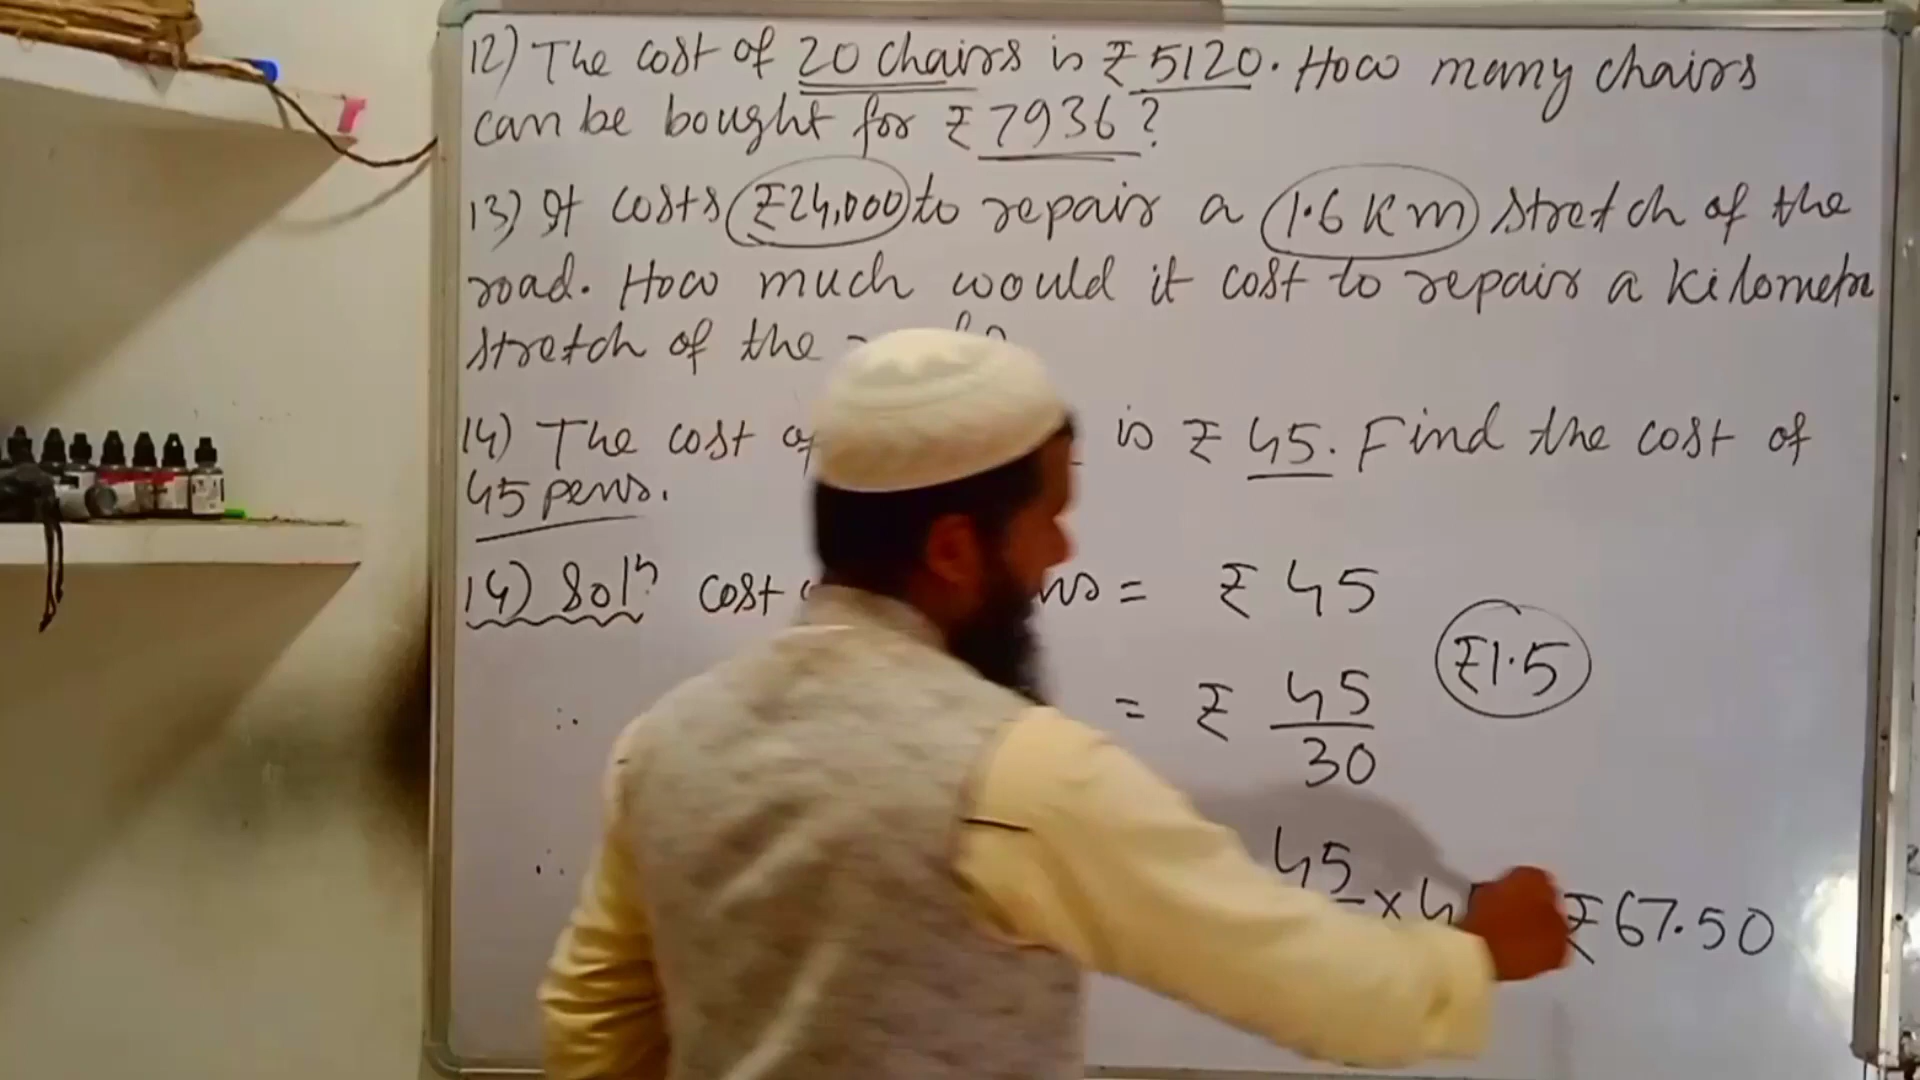 12) The cost of 20 chairs is ₹5120. How many chairs
can be bought for ₹7936?
13) It costs ₹24,000 to repair a 1.6 Km stretch of the
road. How much would it cost to repair a kilometre
stretch of the
14) The cost of is ₹ 45. Find the cost of
45 pens.
14) Solⁿ. cost = ₹ 45
∴ = ₹ 45
30
₹1.5
∴ 45
× ₹67.50